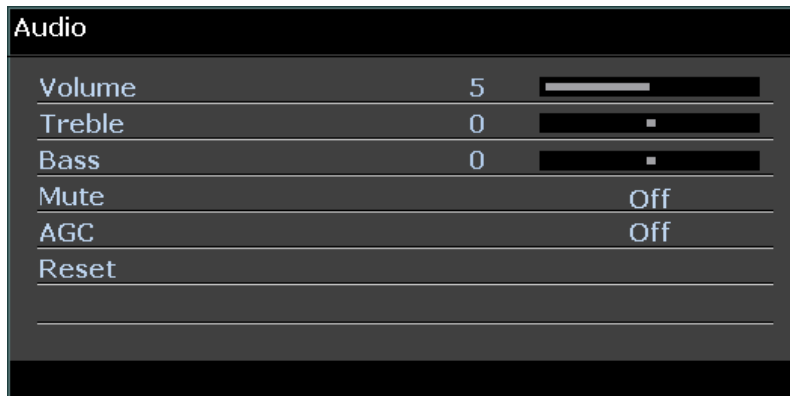 Audio
Volume 5
Treble 0
Bass 0
Mute Off
AGC Off
Reset